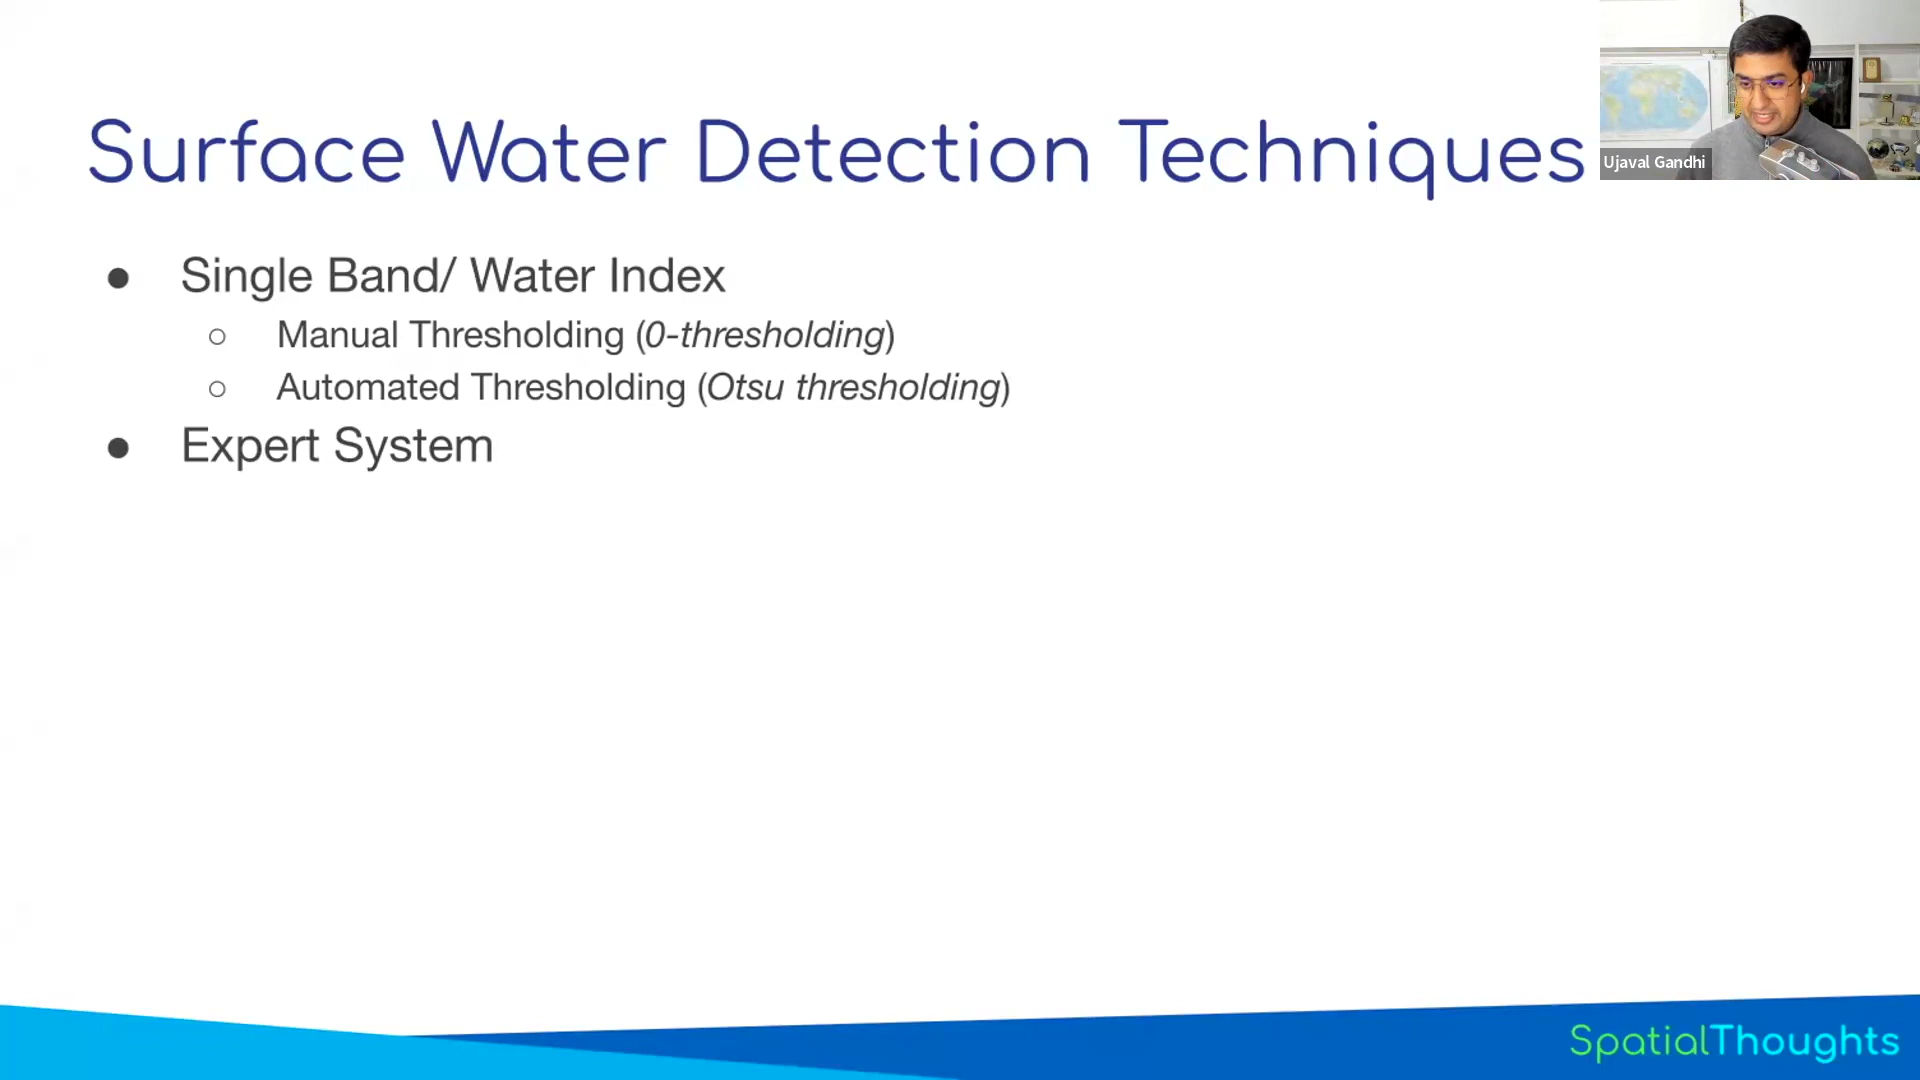 Surface Water Detection Techniques
Ujaval Gandhi
● Single Band/ Water Index
○ Manual Thresholding (0-thresholding)
○ Automated Thresholding (Otsu thresholding)
● Expert System
SpatialThoughts